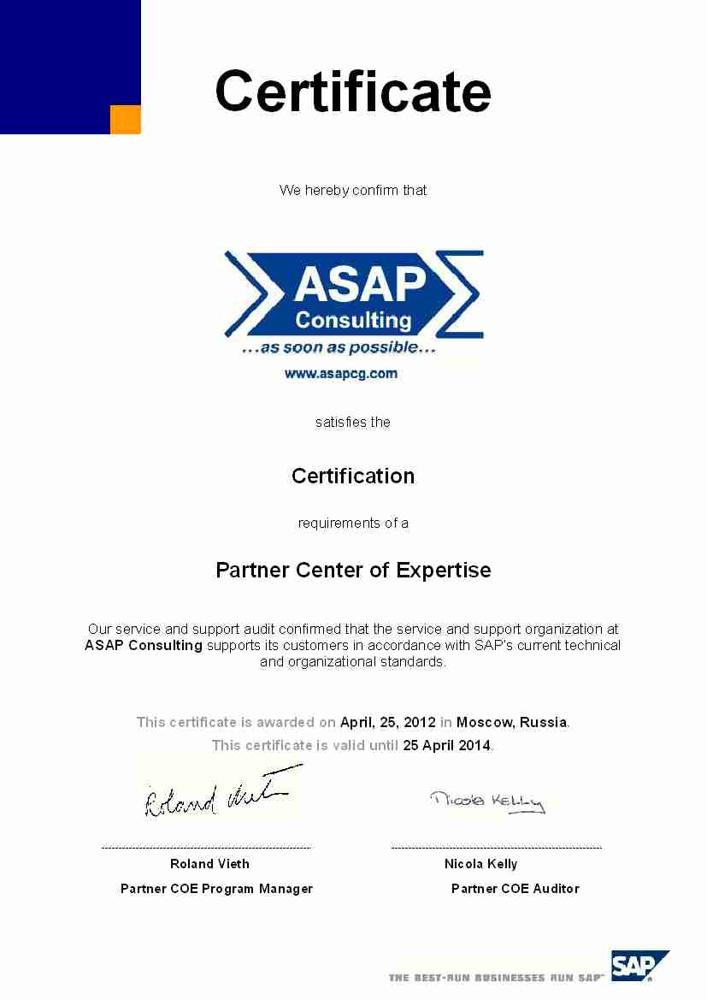 Certificate
We hereby confirm that
ASAP
Consulting
...as soon as possible...
www.asapcg.com
satisfies the
Certification
requirements of a
Partner Center of Expertise
Our service and support audit confirmed that the service and support organization at
ASAP Consulting supports its customers in accordance with SAP's current technical
and organizational standards.
This certificate is awarded on April, 25, 2012 in Moscow, Russia.
This certificate is valid until 25 April 2014.
Roland Vieth
Nicola Kelly
Roland Vieth
Nicola Kelly
Partner COE Program Manager
Partner COE Auditor
THE BEST-RUN BUSINESSES RUN SAP™
SAP®